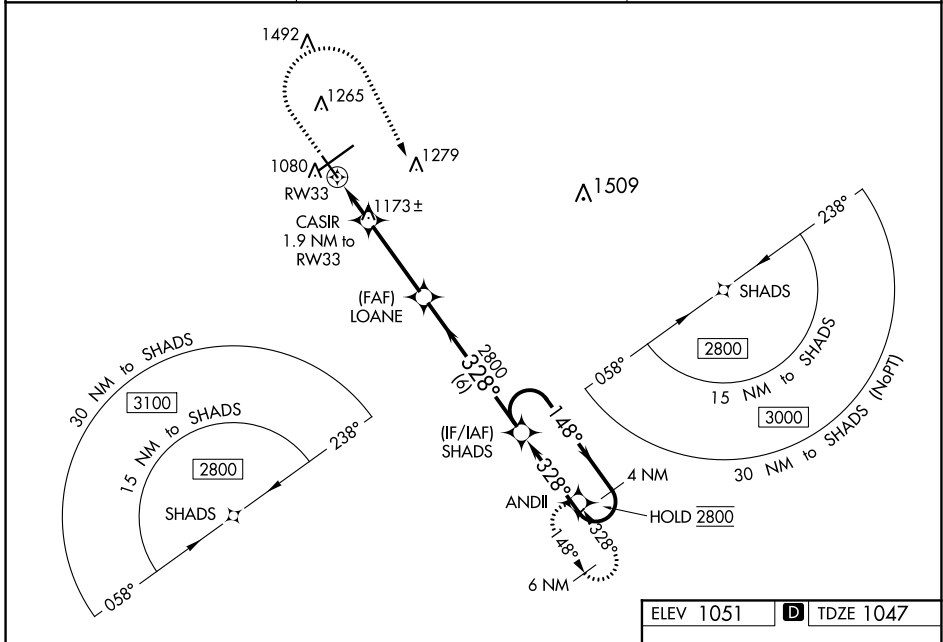 1492
1265
1279
1080
RW33
1509
1173±
CASIR
1.9 NM to
RW33
(FAF)
LOANE
2800
328°
(6)
(IF/IAF)
SHADS
148°
328°
4 NM
ANDII
HOLD 2800
148°
328°
6 NM
30 NM to SHADS
3100
15 NM to SHADS
2800
238°
SHADS
058°
238°
SHADS
2800
058°
15 NM to SHADS
3000
30 NM to SHADS (NoPT)
ELEV 1051 D TDZE 1047